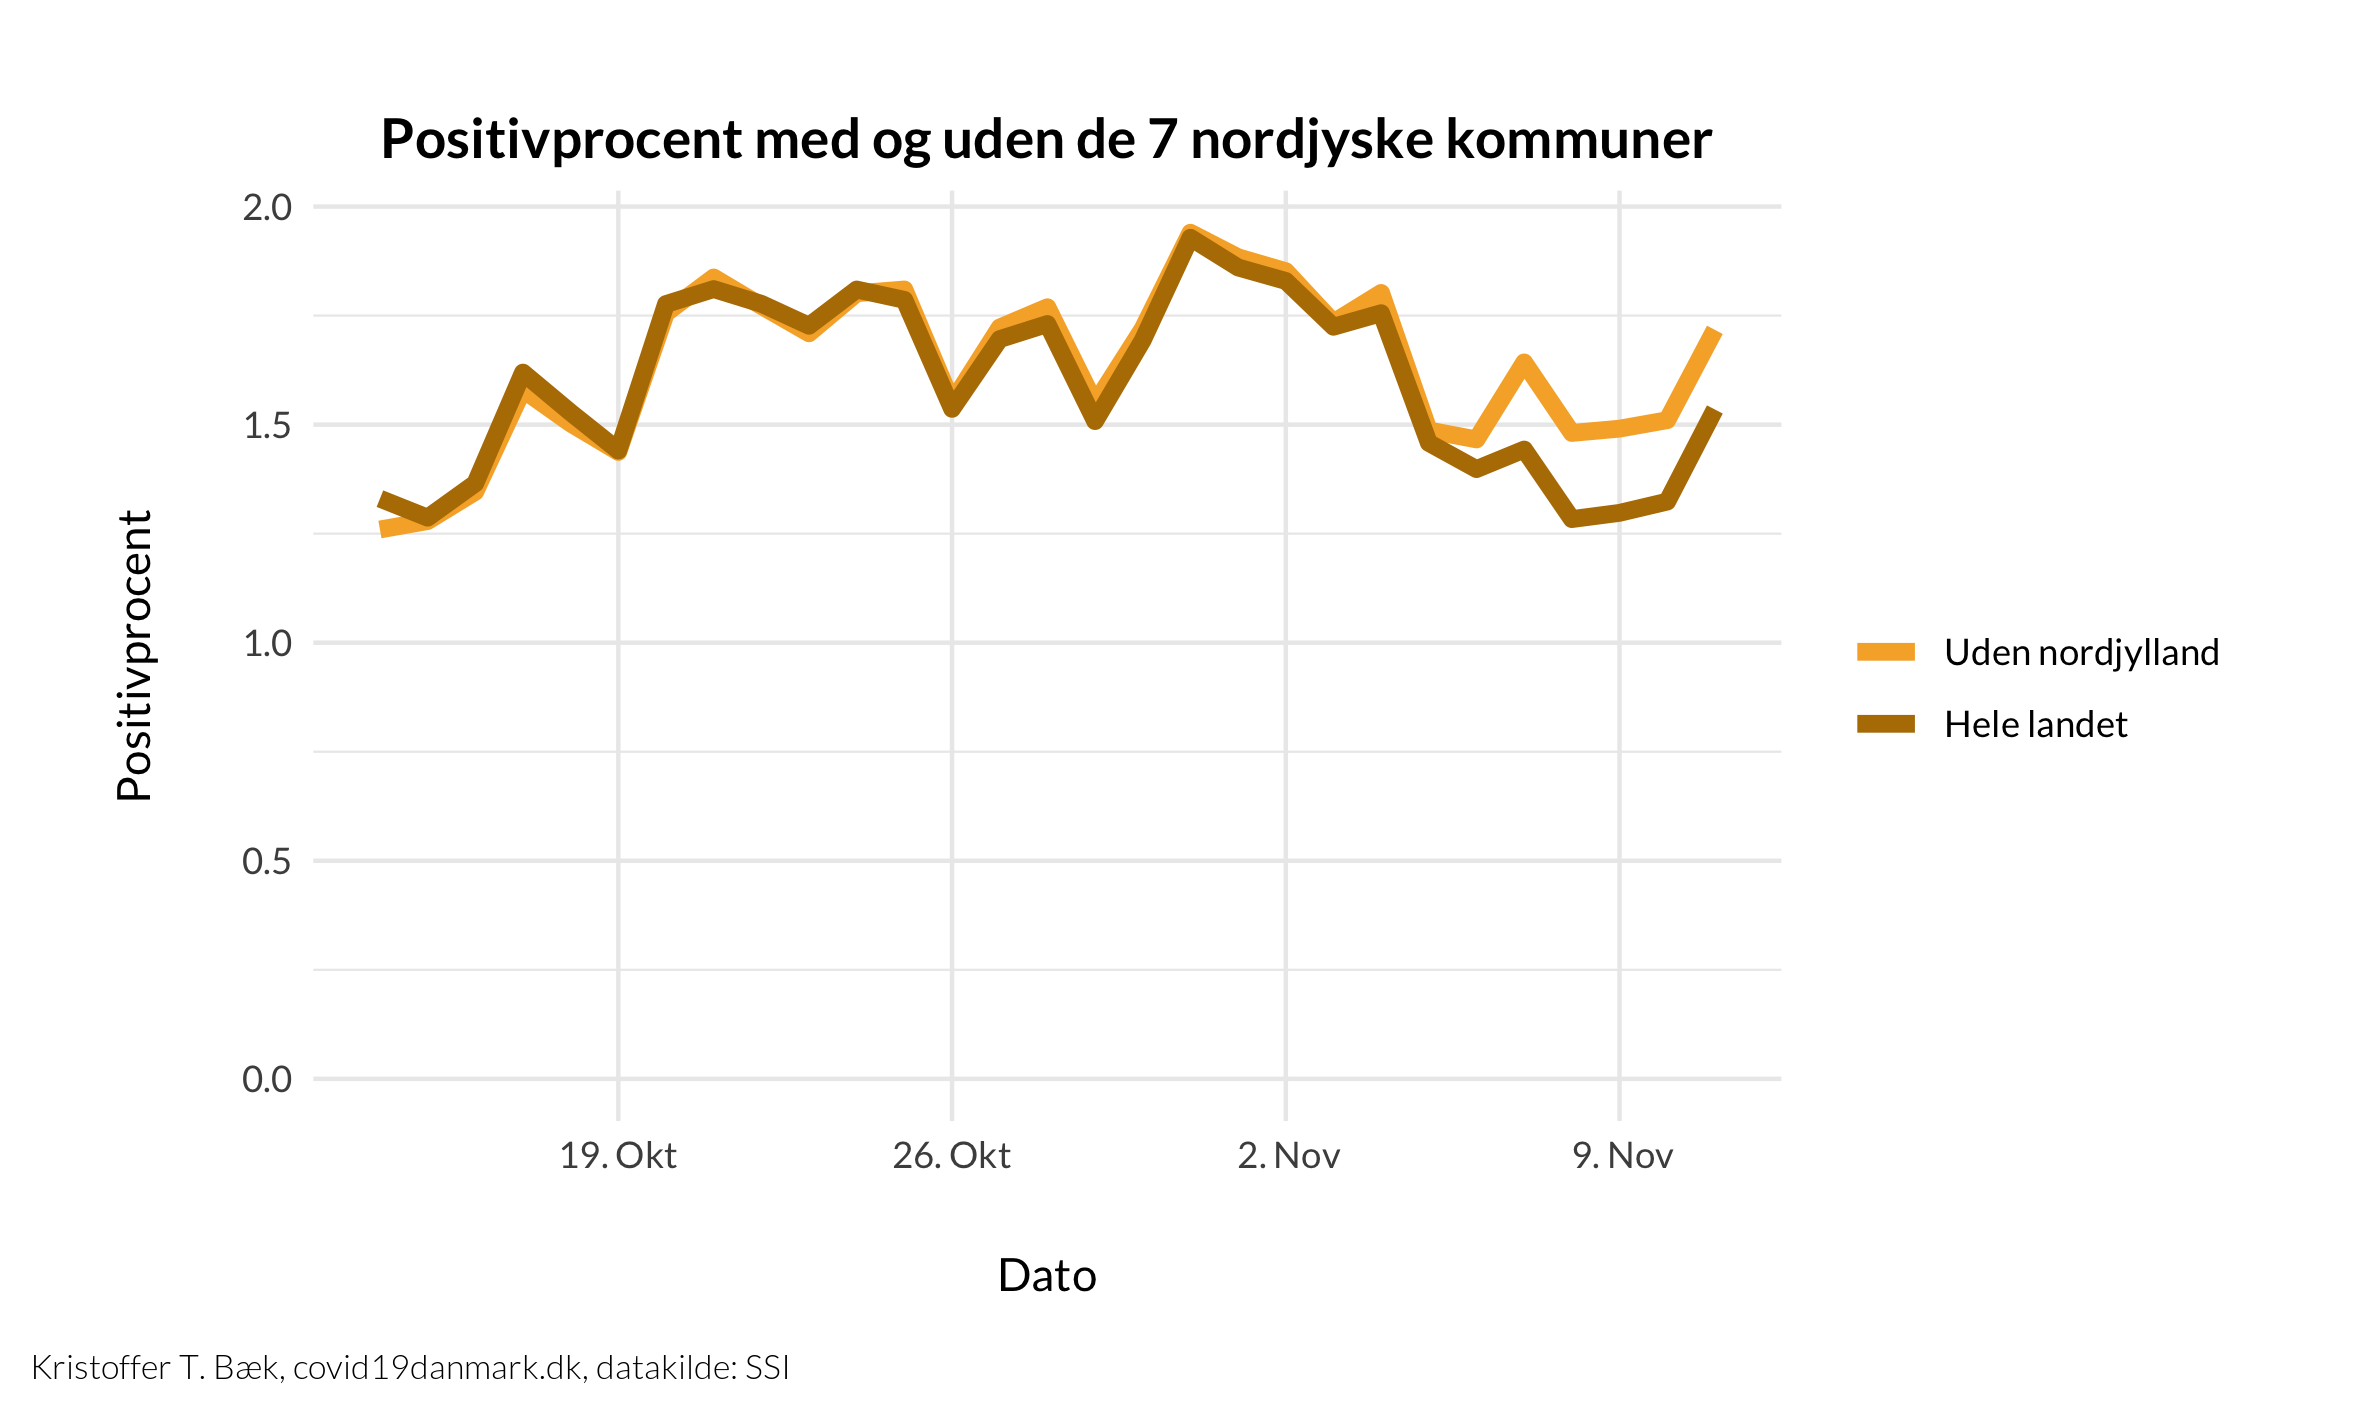 Positivprocent med og uden de 7 nordjyske kommuner
2.0
1.5
1.0
0.5
0.0
Positivprocent
19. Okt
26. Okt
2. Nov
9. Nov
Dato
Uden nordjylland
Hele landet
Kristoffer T. Bæk, covid19danmark.dk, datakilde: SSI